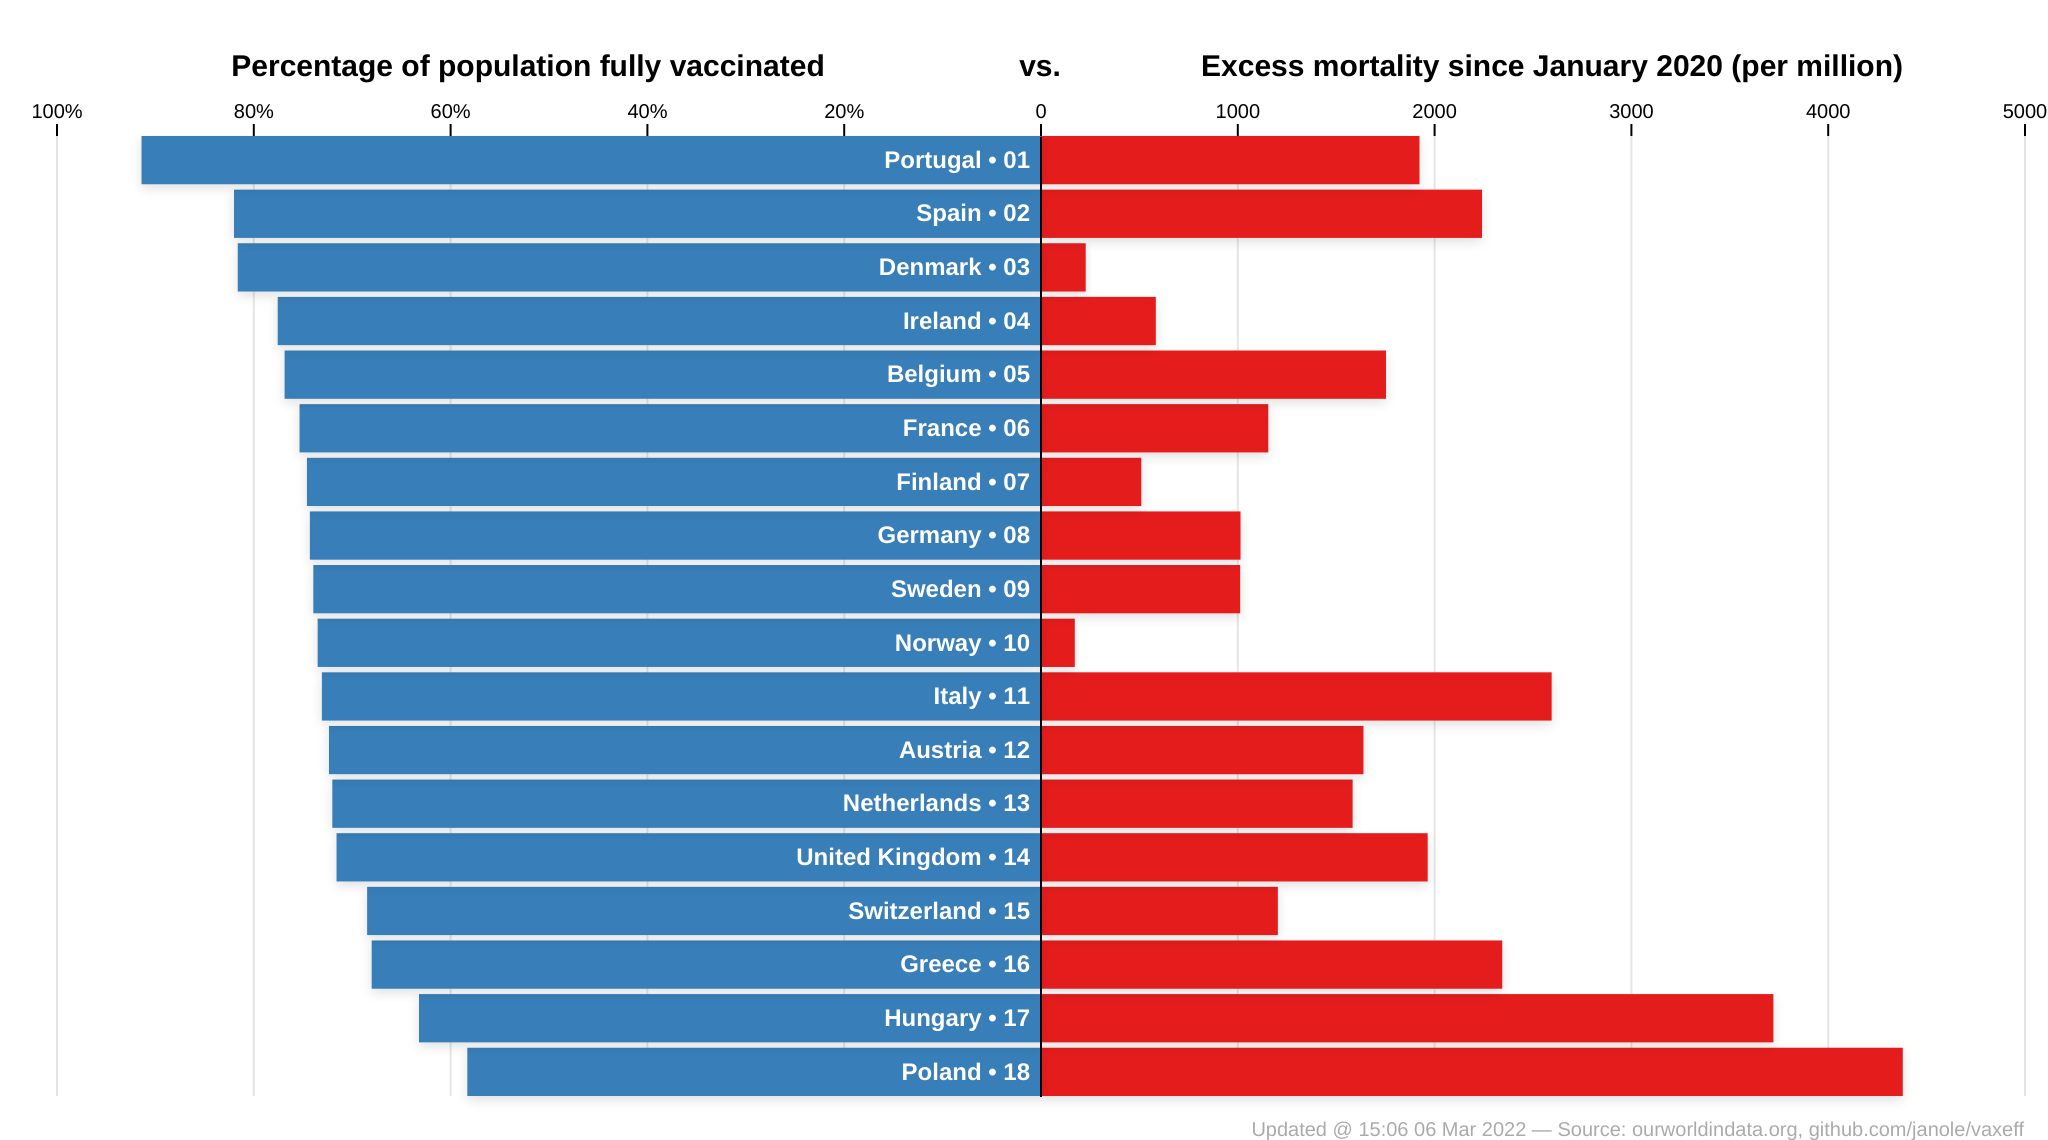 Percentage of population fully vaccinated vs. Excess mortality since January 2020 (per million)
100% 80% 60% 40% 20% 0 1000 2000 3000 4000 5000
Portugal • 01
Spain • 02
Denmark • 03
Ireland • 04
Belgium • 05
France • 06
Finland • 07
Germany • 08
Sweden • 09
Norway • 10
Italy • 11
Austria • 12
Netherlands • 13
United Kingdom • 14
Switzerland • 15
Greece • 16
Hungary • 17
Poland • 18
Updated @ 15:06 06 Mar 2022 — Source: ourworldindata.org, github.com/janole/vaxeff